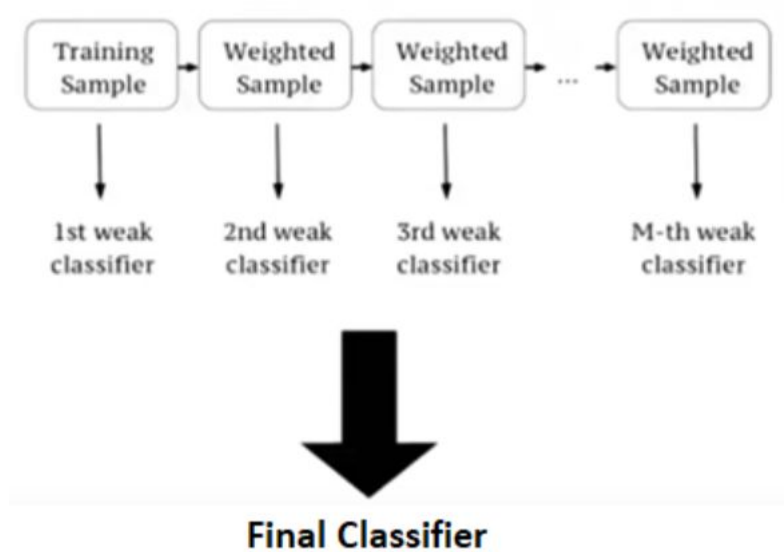 Training
Sample
Weighted
Sample
Weighted
Sample
...
Weighted
Sample
1st weak
classifier
2nd weak
classifier
3rd weak
classifier
M-th weak
classifier
Final Classifier